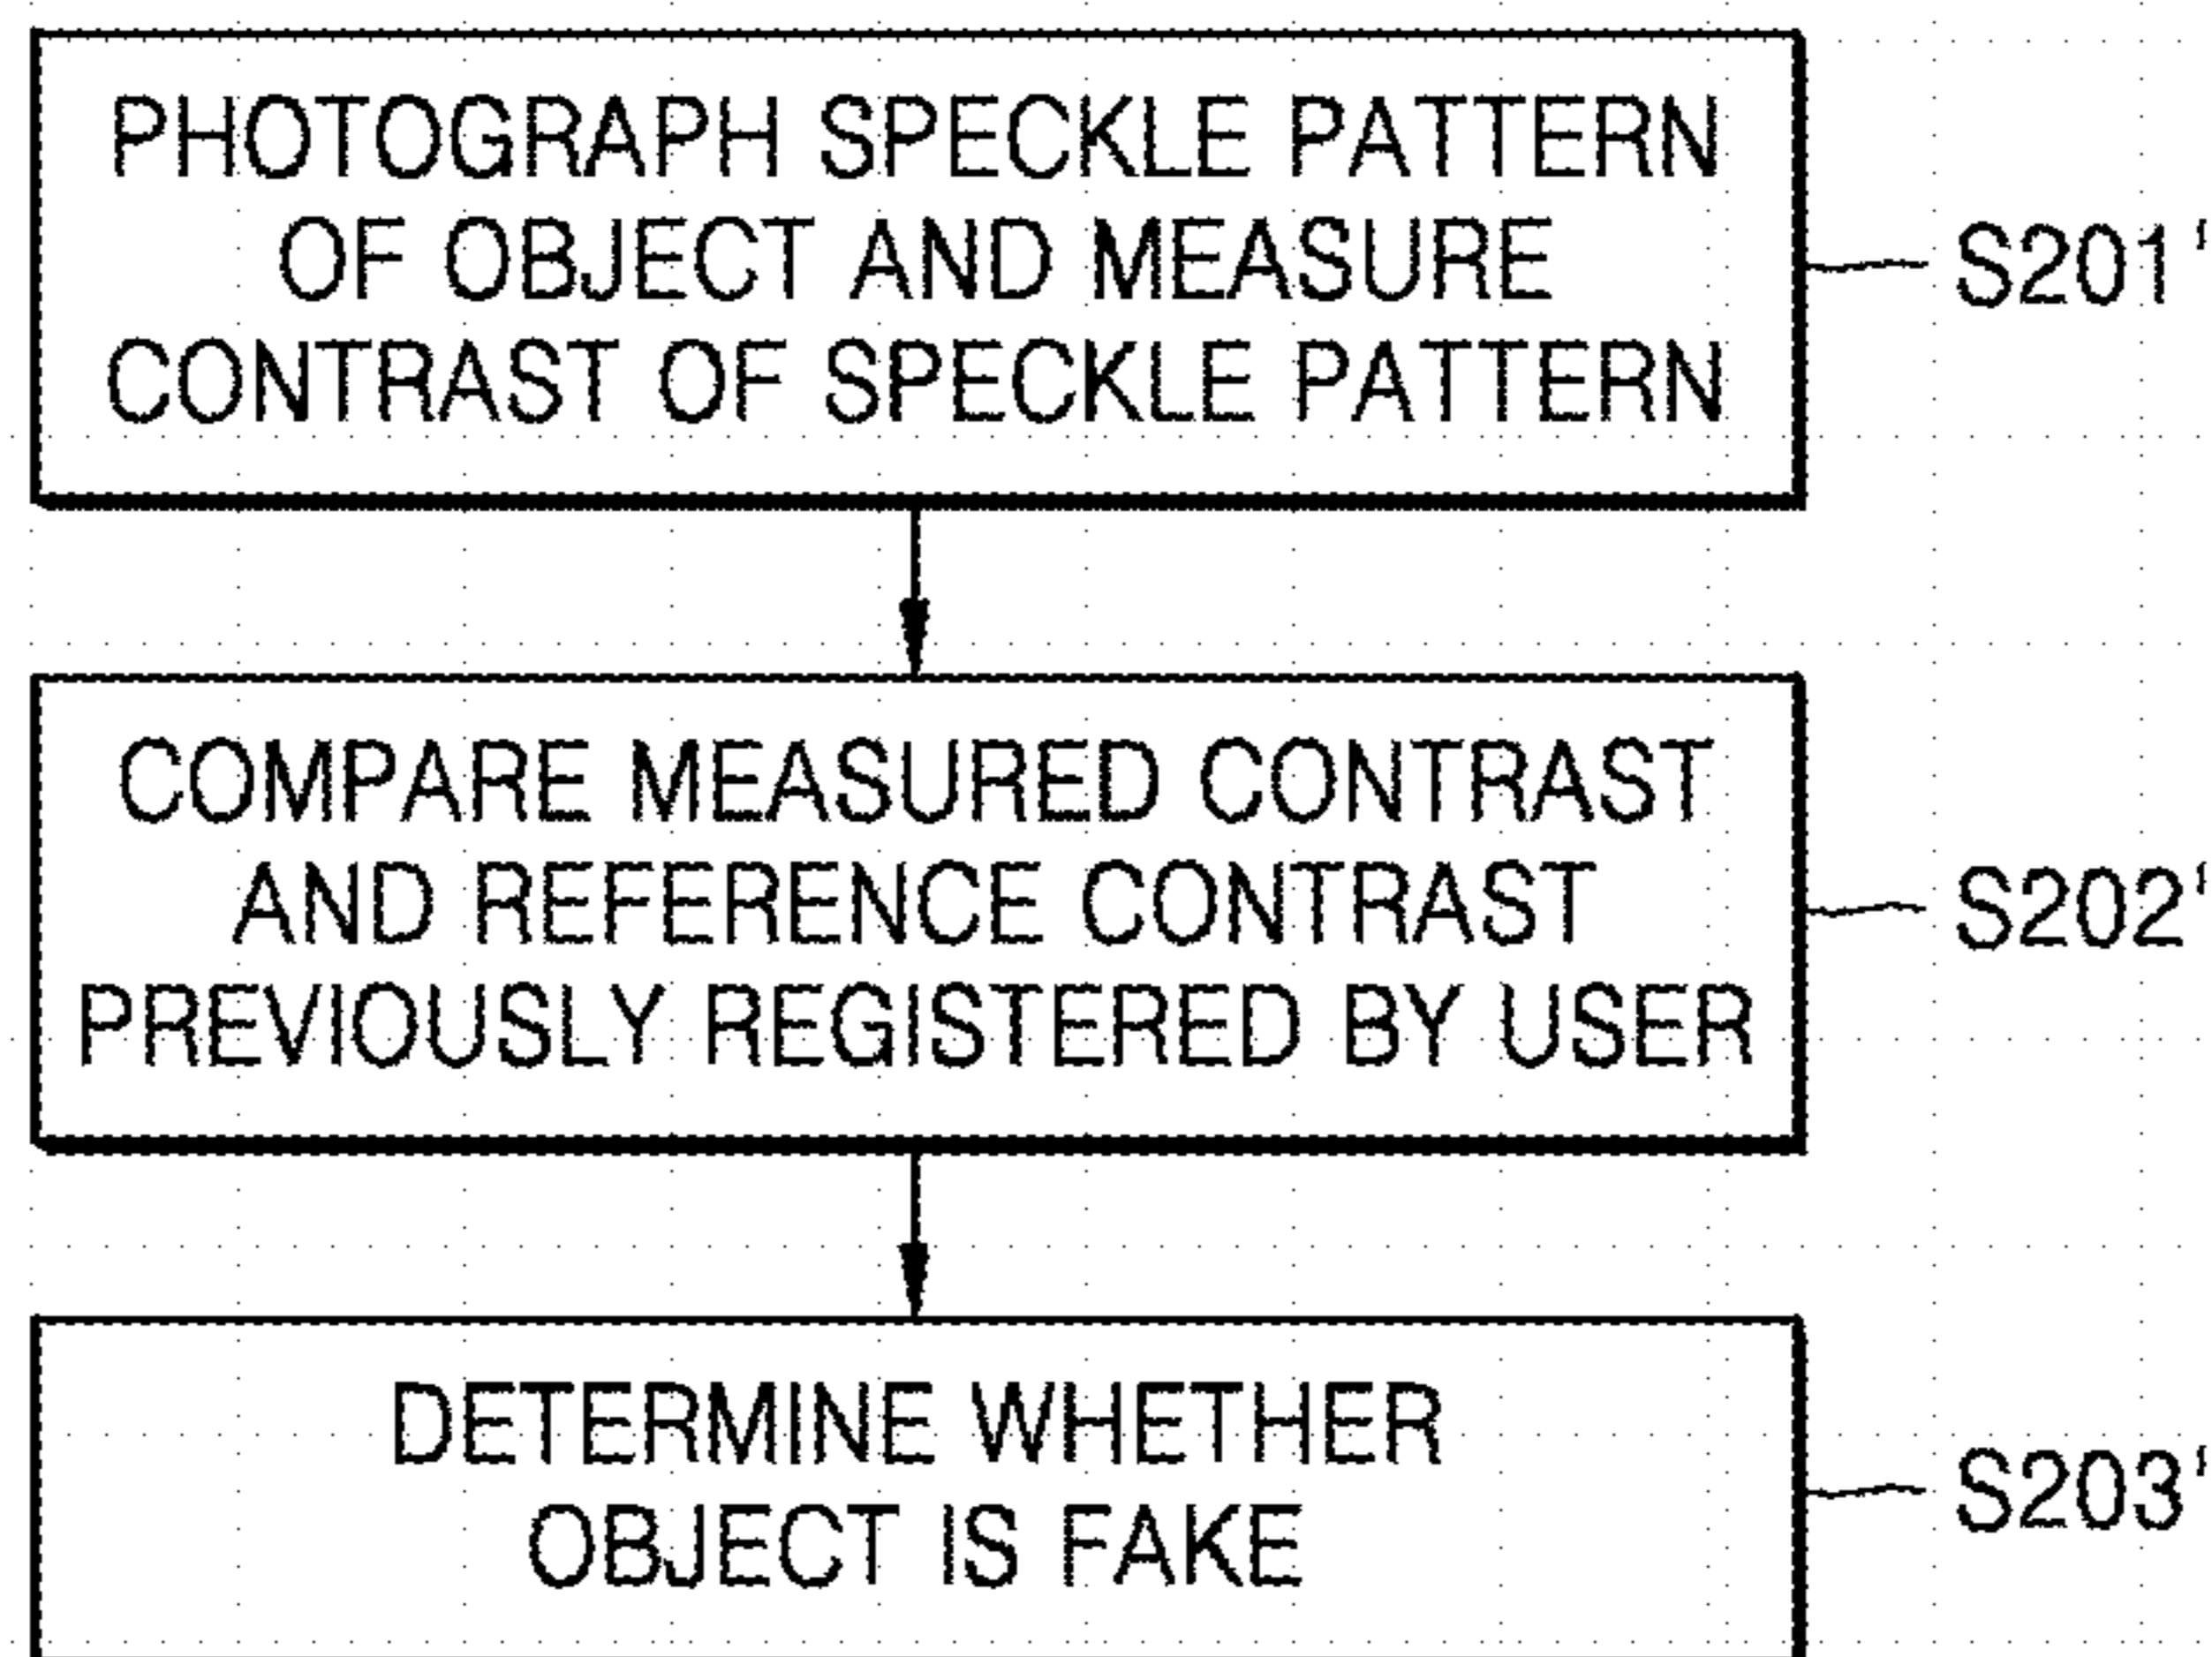 PHOTOGRAPH SPECKLE PATTERN
OF OBJECT AND MEASURE
CONTRAST OF SPECKLE PATTERN
S201'
COMPARE MEASURED CONTRAST
AND REFERENCE CONTRAST
PREVIOUSLY REGISTERED BY USER
S202'
DETERMINE WHETHER
OBJECT IS FAKE
S203'